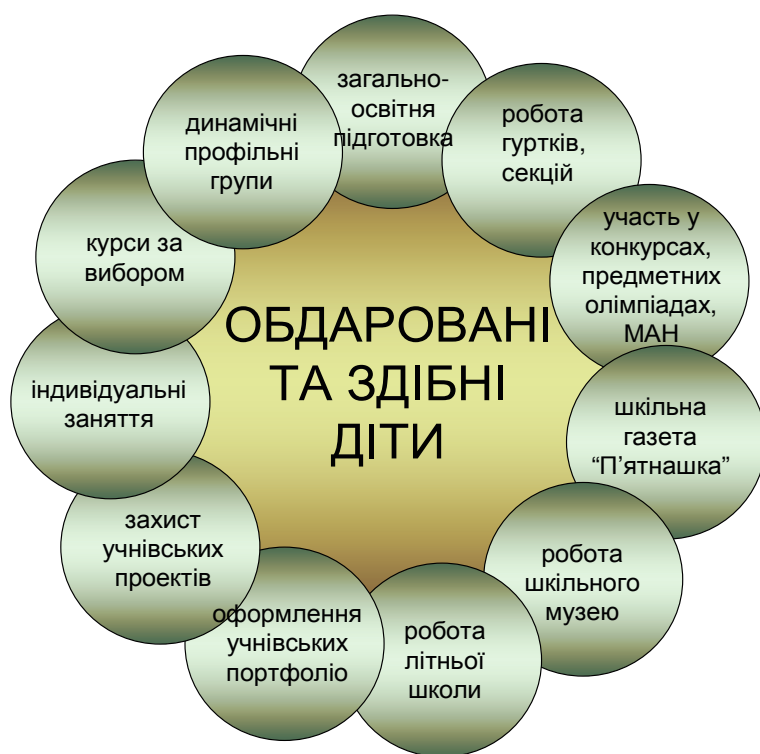 загально-
освітня
підготовка
робота
гуртків,
секцій
участь у
конкурсах,
предметних
олімпіадах,
МАН
шкільна
газета
“П’ятнашка”
робота
шкільного
музею
робота
літньої
школи
оформлення
учнівських
портфоліо
захист
учнівських
проектів
індивідуальні
заняття
курси за
вибором
динамічні
профільні
групи
ОБДАРОВАНІ
ТА ЗДІБНІ
ДІТИ